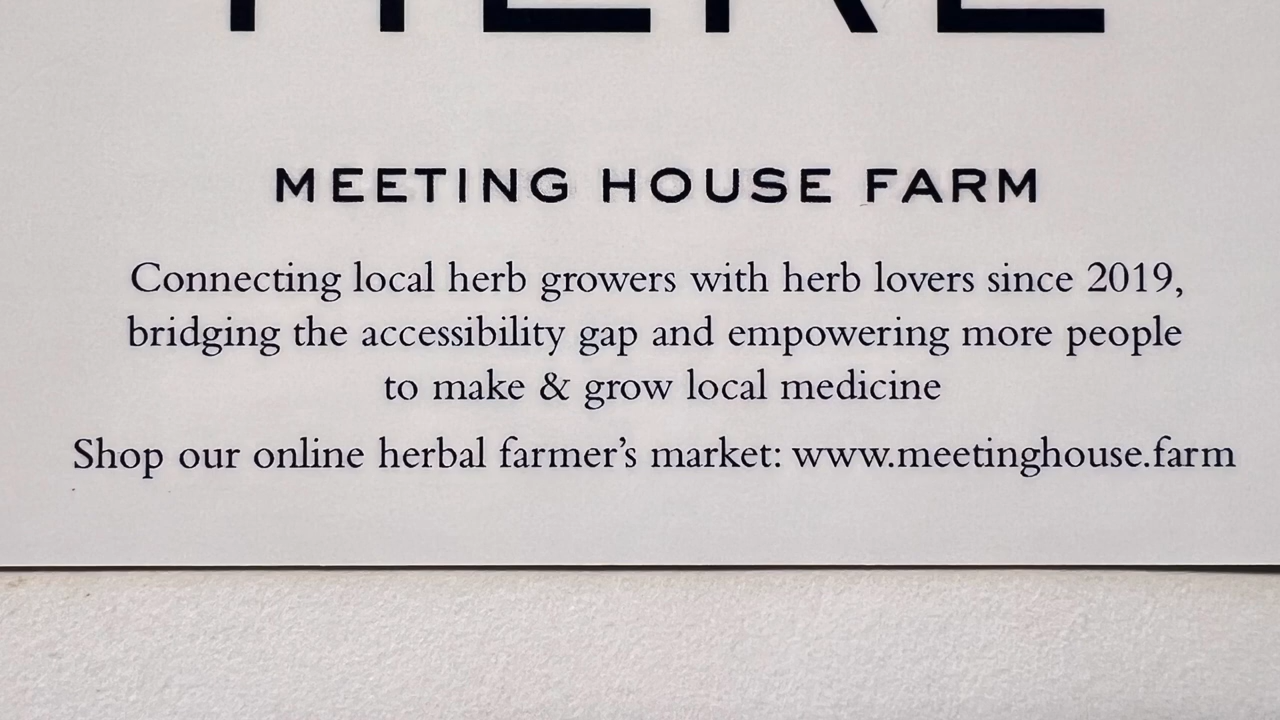 MEETING HOUSE FARM
Connecting local herb growers with herb lovers since 2019,
bridging the accessibility gap and empowering more people
to make & grow local medicine
Shop our online herbal farmer’s market: www.meetinghouse.farm